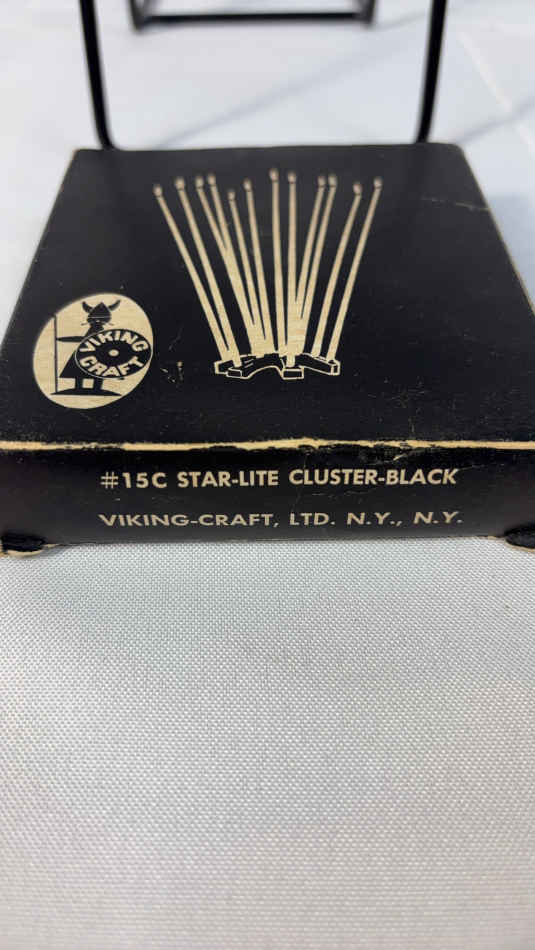 VIKING
CRAFT
#15C STAR-LITE CLUSTER-BLACK
VIKING-CRAFT, LTD. N.Y., N.Y.